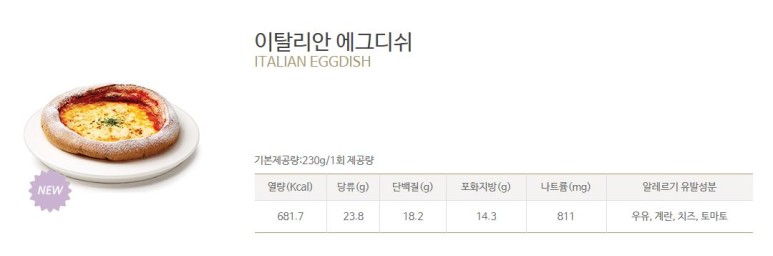 이탈리안 에그디쉬
ITALIAN EGGDISH
NEW
기본제공량:230g/1회 제공량
열량(Kcal) 당류(g) 단백질(g) 포화지방(g) 나트륨(mg) 알레르기 유발성분
681.7 23.8 18.2 14.3 811 우유, 계란, 치즈, 토마토